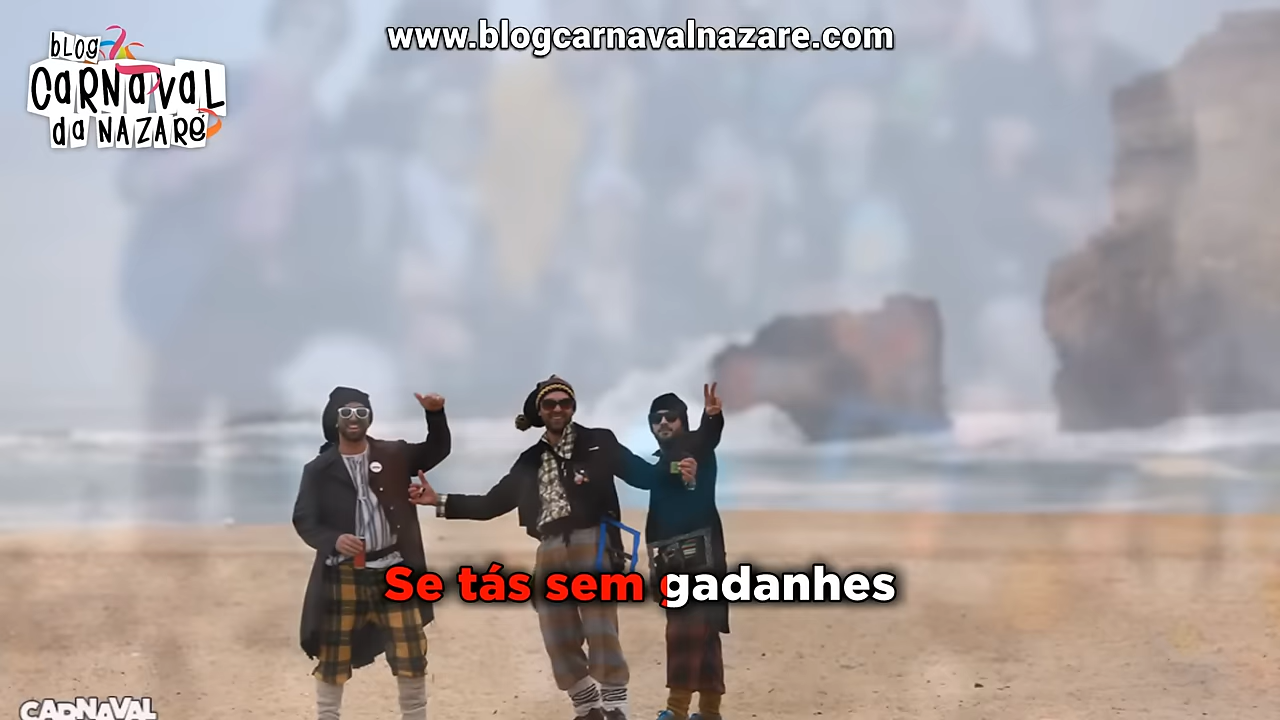 www.blogcarnavalnazare.com
blog
CARNAVAL
da NAZARÉ
Se tás sem gadanhes
CARNAVAL